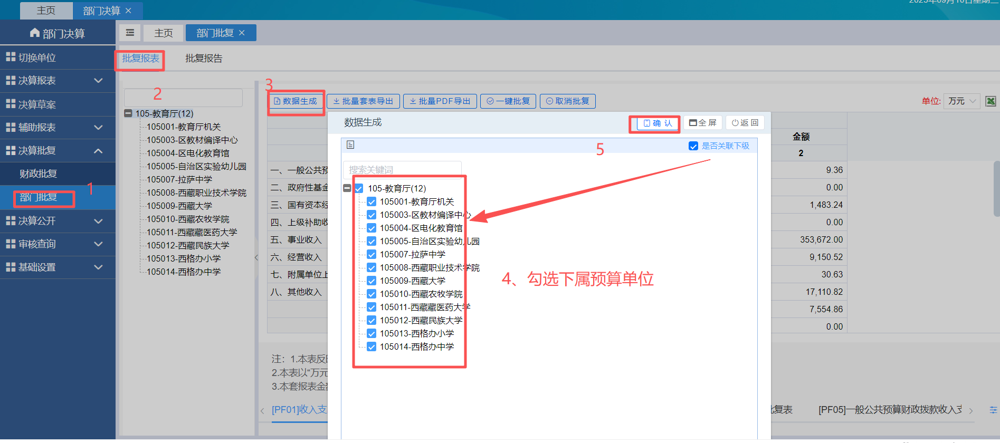 主页
部门决算 ×
部门决算
切换单位
决算报表
决算草案
辅助报表
决算批复
财政批复
部门批复
1
决算公开
审核查询
基础设置
主页
部门批复 ×
批复报表
批复报告
2
105-教育厅(12)
105001-教育厅机关
105003-区教材编译中心
105004-区电化教育馆
105005-自治区实验幼儿园
105007-拉萨中学
105008-西藏职业技术学院
105009-西藏大学
105010-西藏农牧学院
105011-西藏藏医药大学
105012-西藏民族大学
105013-西格办小学
105014-西格办中学
3
数据生成
批量套表导出
批量PDF导出
一键批复
取消批复
单位:
万元
一、一般公共预
二、政府性基金
三、国有资本经
四、上级补助收
五、事业收入
六、经营收入
七、附属单位上
八、其他收入
金额
2
9.36
0.00
1,483.24
0.00
353,672.00
9,150.52
30.63
17,110.82
7,554.86
0.00
数据生成
确 认
全 屏
返 回
5
是否关联下级
搜索关键词
105-教育厅(12)
105001-教育厅机关
105003-区教材编译中心
105004-区电化教育馆
105005-自治区实验幼儿园
105007-拉萨中学
105008-西藏职业技术学院
105009-西藏大学
105010-西藏农牧学院
105011-西藏藏医药大学
105012-西藏民族大学
105013-西格办小学
105014-西格办中学
4、勾选下属预算单位
注：1.本表反
2.本表以“万元
3.本套报表金
[PF01]收入支
复表
[PF05]一般公共预算财政拨款收入支